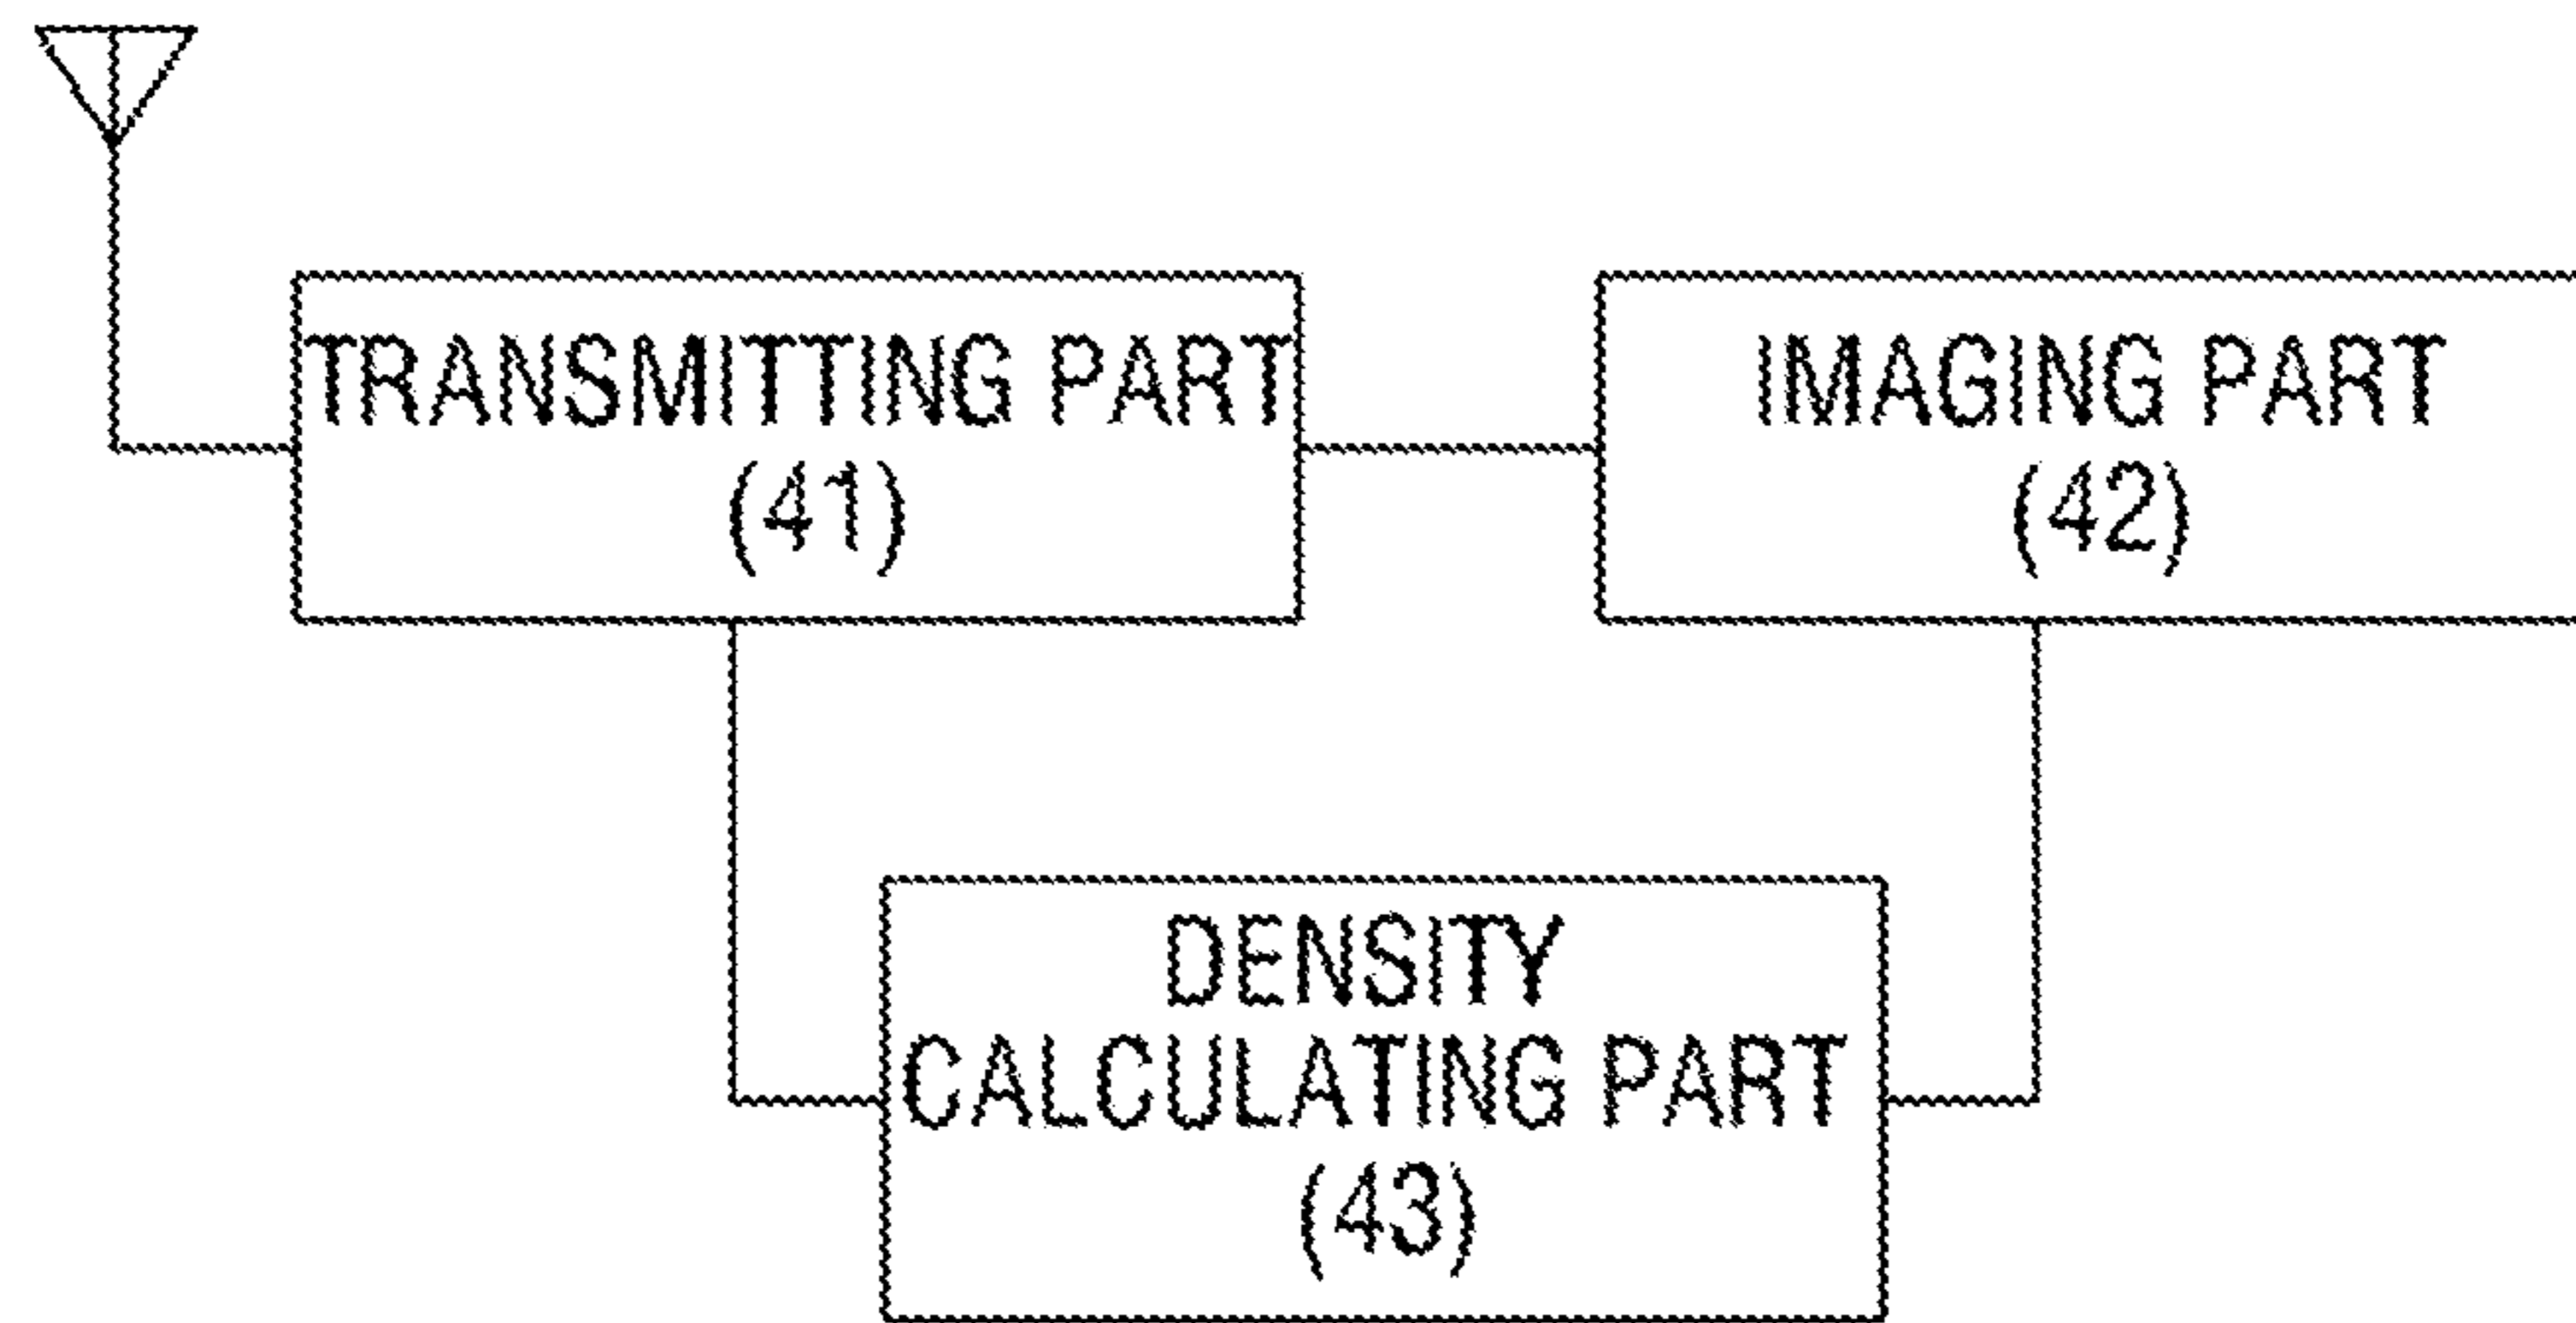 TRANSMITTING PART
(41)
IMAGING PART
(42)
DENSITY
CALCULATING PART
(43)